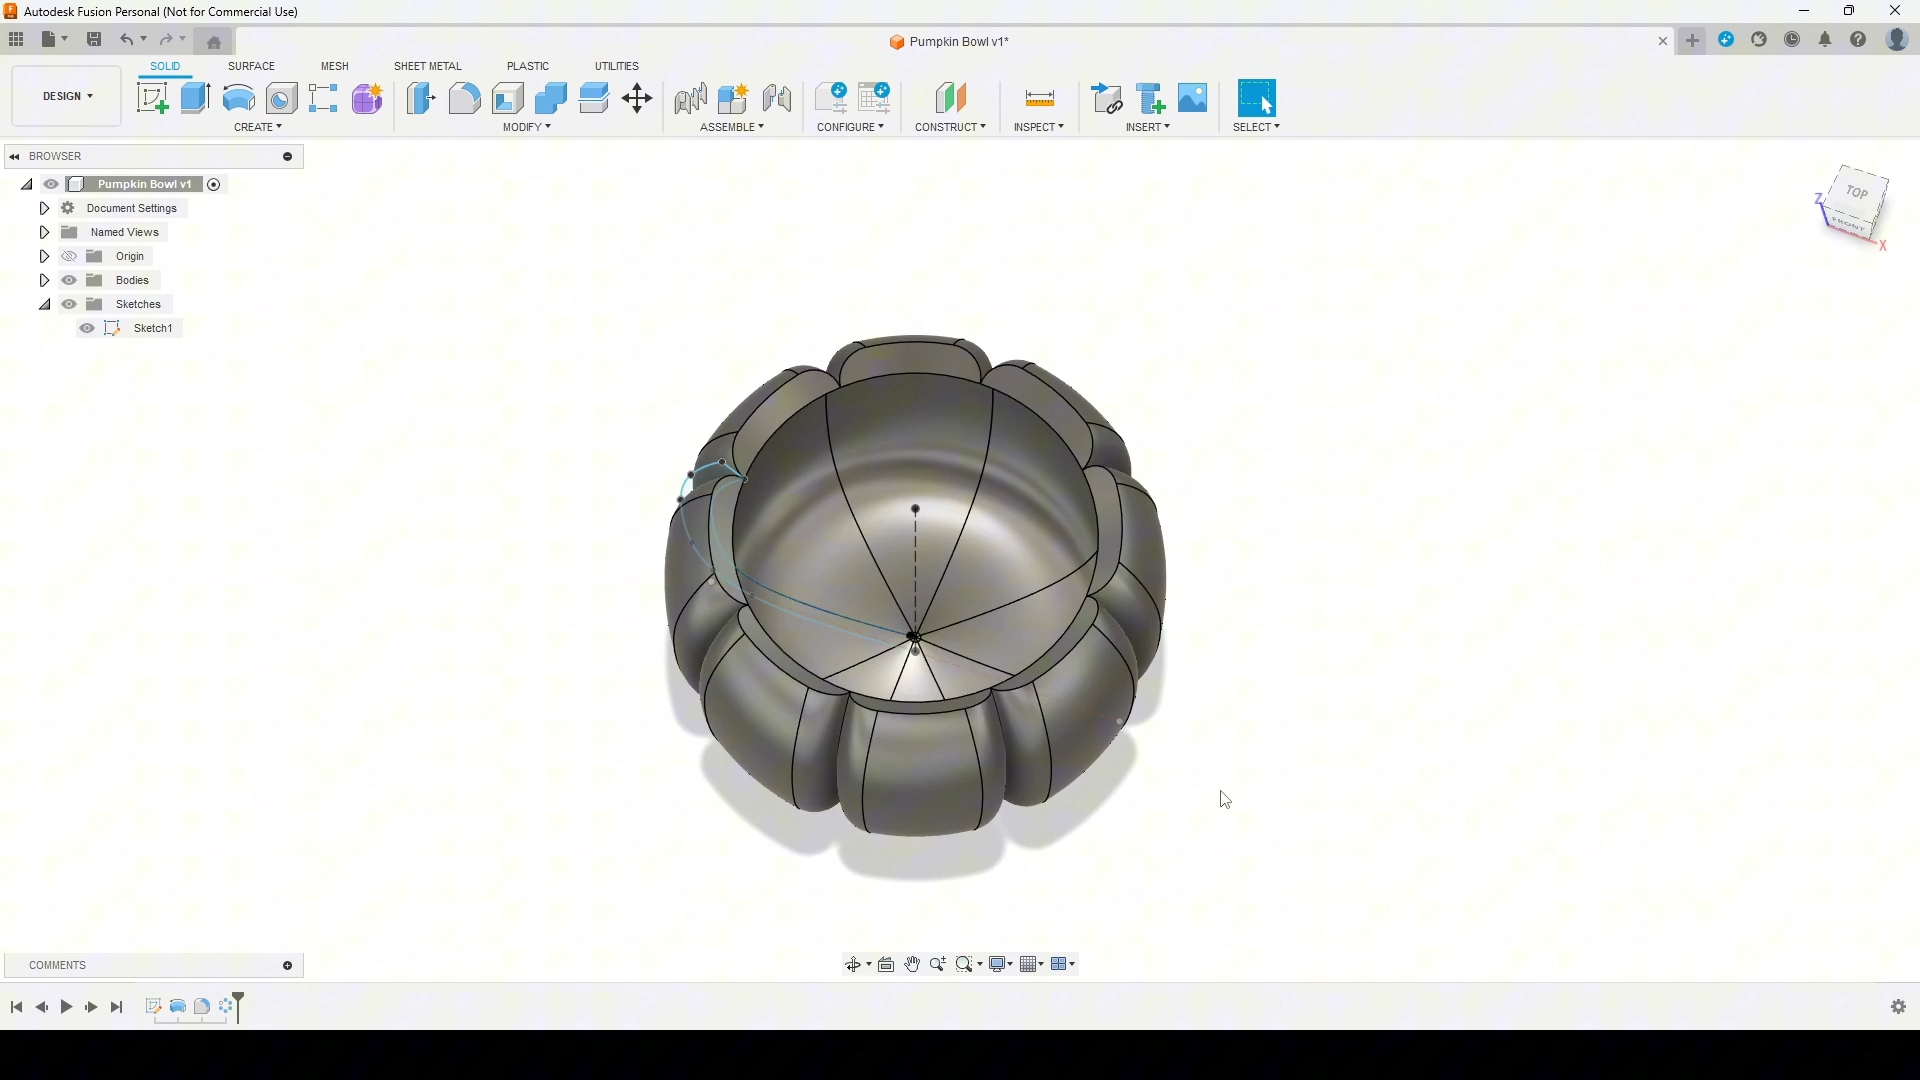 Autodesk Fusion Personal (Not for Commercial Use)
Pumpkin Bowl v1*
SOLID SURFACE MESH SHEET METAL PLASTIC UTILITIES
DESIGN
CREATE MODIFY ASSEMBLE CONFIGURE CONSTRUCT INSPECT INSERT SELECT
BROWSER
Pumpkin Bowl v1
Document Settings
Named Views
Origin
Bodies
Sketches
Sketch1
TOP
Z
FRONT
X
COMMENTS